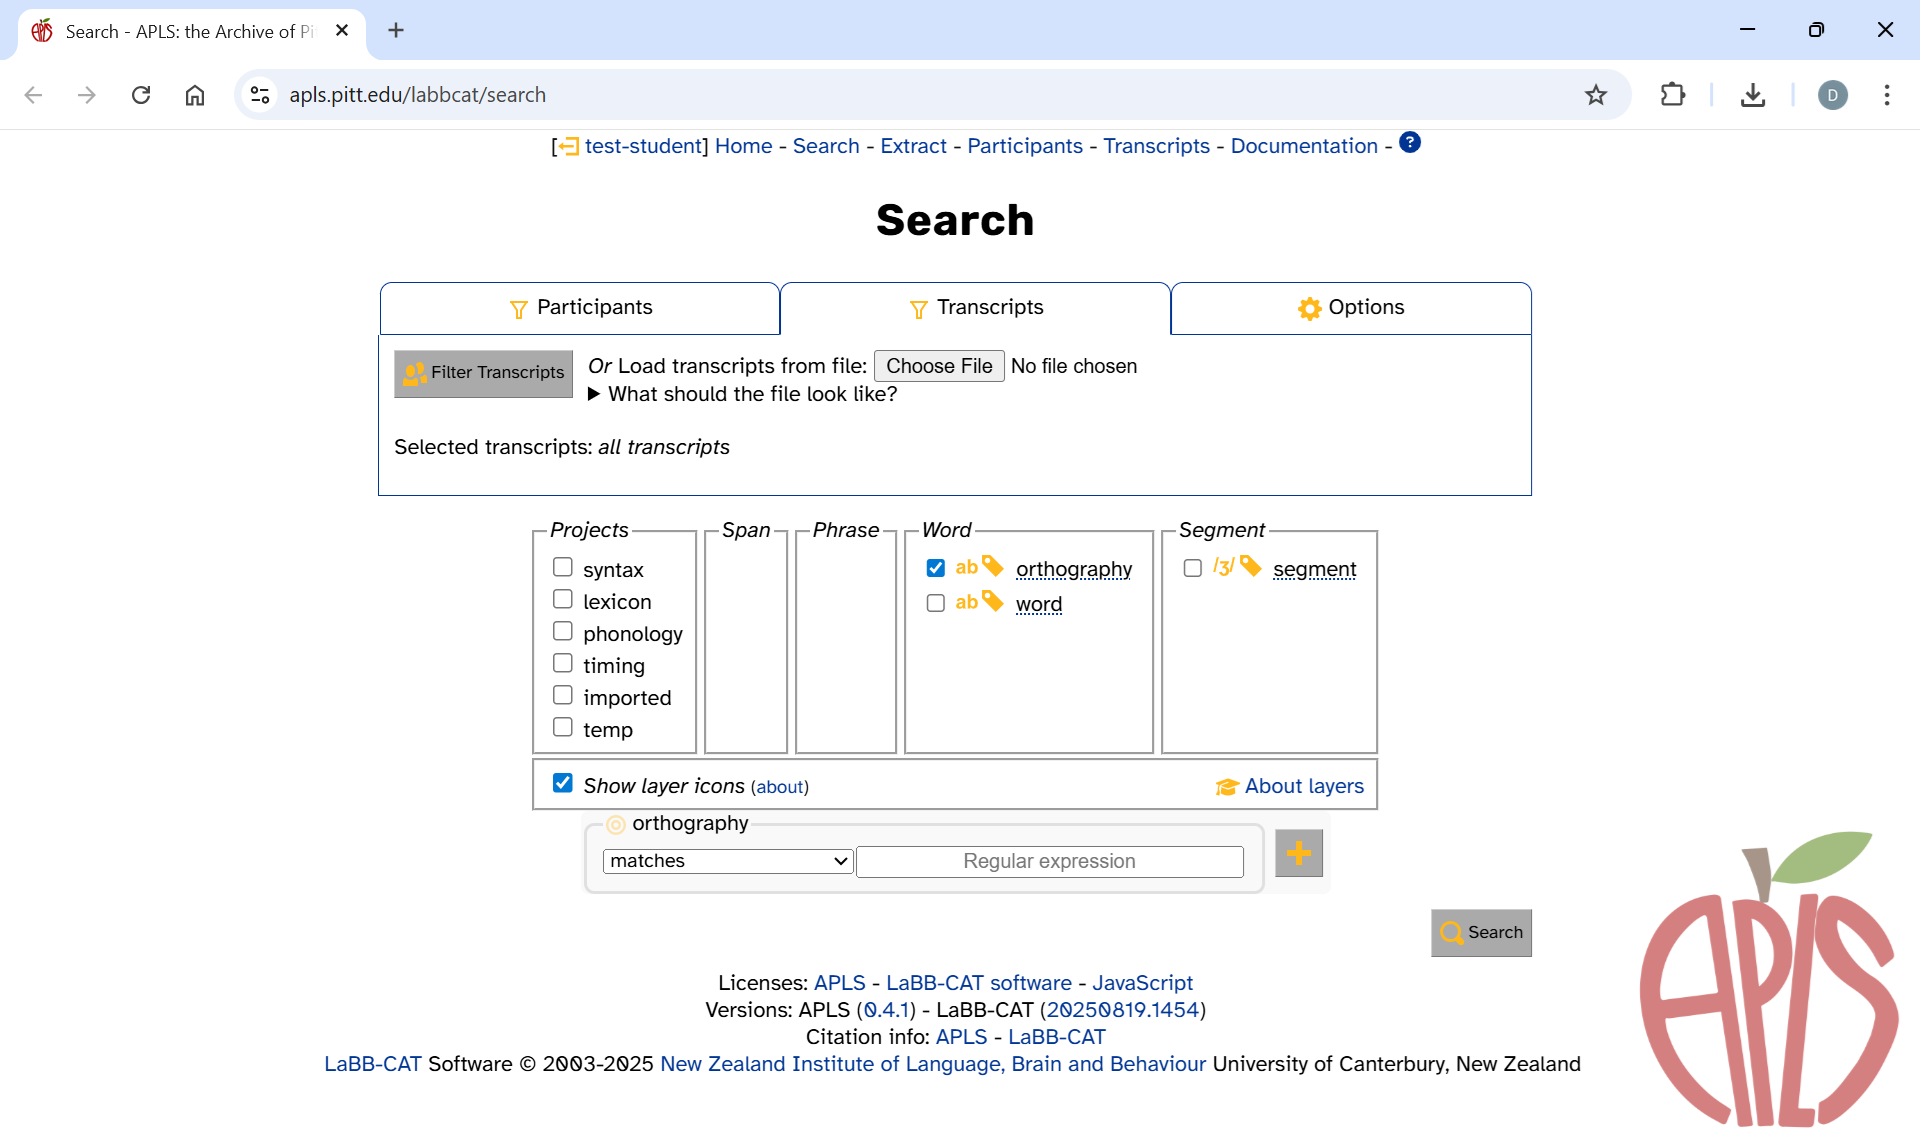 Search - APLS: the Archive of Pi
apls.pitt.edu/labbcat/search
D
[test-student] Home - Search - Extract - Participants - Transcripts - Documentation - ?
Search
Participants
Transcripts
Options
Filter Transcripts
Or Load transcripts from file: Choose File No file chosen
▶ What should the file look like?
Selected transcripts: all transcripts
Projects
syntax
lexicon
phonology
timing
imported
temp
Span
Phrase
Word
ab orthography
ab word
Segment
/ʒ/ segment
Show layer icons (about)
About layers
orthography
matches
Regular expression
Search
Licenses: APLS - LaBB-CAT software - JavaScript
Versions: APLS (0.4.1) - LaBB-CAT (20250819.1454)
Citation info: APLS - LaBB-CAT
LaBB-CAT Software © 2003-2025 New Zealand Institute of Language, Brain and Behaviour University of Canterbury, New Zealand
APLS